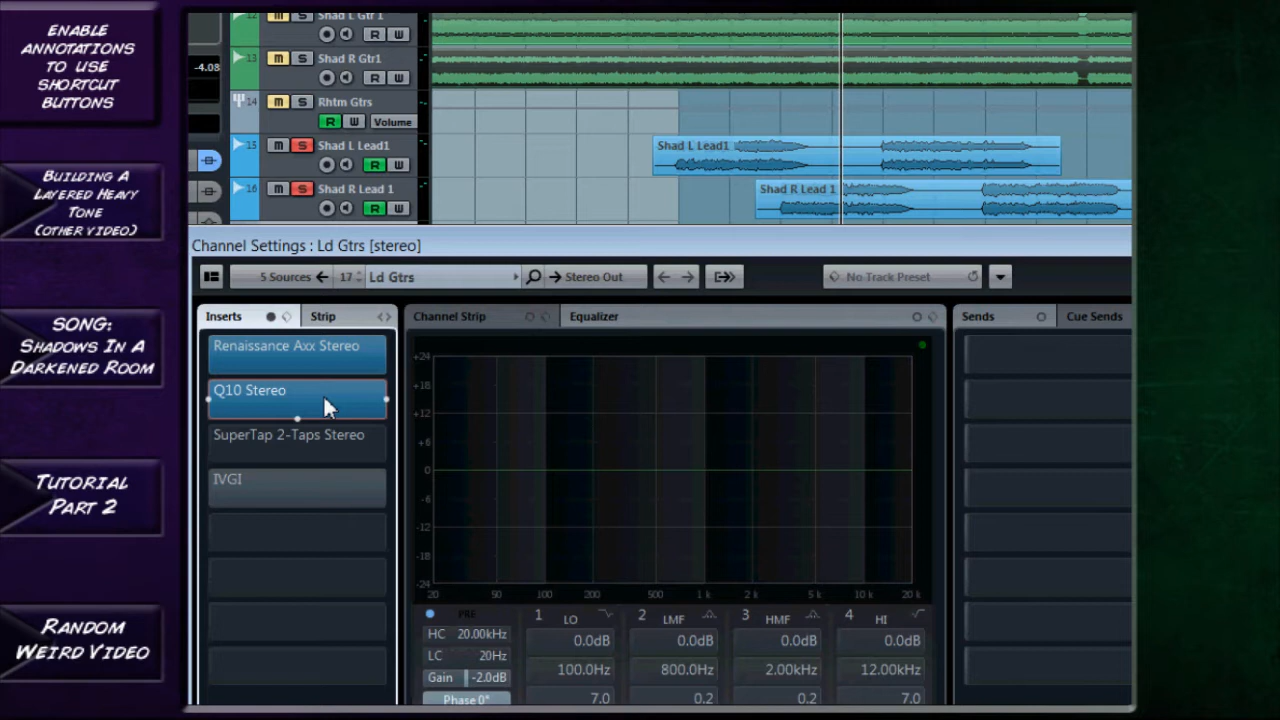 ENABLE
ANNOTATIONS
TO USE
SHORTCUT
BUTTONS
BUILDING A
LAYERED HEAVY
TONE
(OTHER VIDEO)
SONG:
SHADOWS IN A
DARKENED ROOM
TUTORIAL
PART 2
RANDOM
WEIRD VIDEO
12 m S Shad L Gtr 1
R W
-4.08
13 m S Shad R Gtr1
R W
14 m S Rhtm Gtrs
R W Volume
15 m S Shad L Lead1
R W
Shad L Lead1
16 m S Shad R Lead 1
R W
Shad R Lead 1
Channel Settings : Ld Gtrs [stereo]
5 Sources 17 Ld Gtrs Stereo Out No Track Preset
Inserts Strip Channel Strip Equalizer Sends Cue Sends
Renaissance Axx Stereo
Q10 Stereo
SuperTap 2-Taps Stereo
IVGI
+24
+18
+12
+6
0
-6
-12
-18
-24
20 50 100 200 500 1 k 2 k 5 k 10 k 20 k
PRE 1 LO 2 LMF 3 HMF 4 HI
HC 20.00kHz 0.0dB 0.0dB 0.0dB 0.0dB
LC 20Hz
Gain -2.0dB 100.0Hz 800.0Hz 2.00kHz 12.00kHz
Phase 0° 7.0 0.2 0.2 7.0